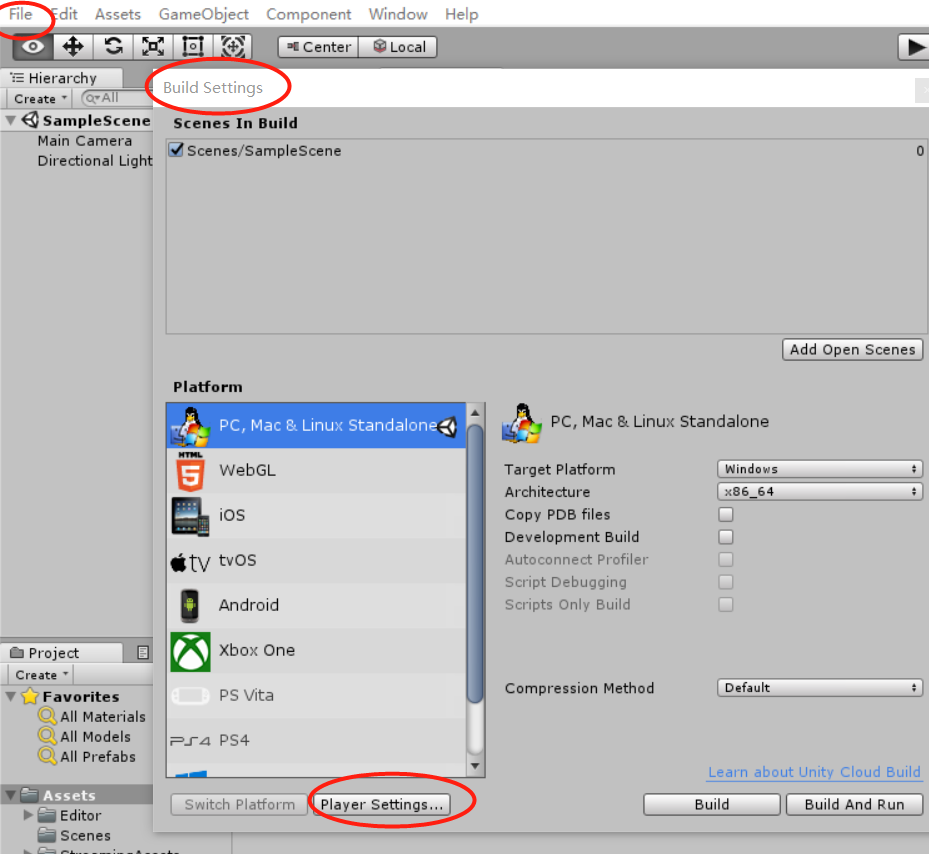 File Edit Assets GameObject Component Window Help
Center Local
Hierarchy
Create All
SampleScene
Main Camera
Directional Light
Build Settings
Scenes In Build
Scenes/SampleScene 0
Add Open Scenes
Platform
PC, Mac & Linux Standalone
HTML
5
WebGL
iOS
tv tvOS
Android
Xbox One
PS Vita
PS4 PS4
PC, Mac & Linux Standalone
Target Platform Windows
Architecture x86_64
Copy PDB files
Development Build
Autoconnect Profiler
Script Debugging
Scripts Only Build
Compression Method Default
Learn about Unity Cloud Build
Switch Platform Player Settings... Build Build And Run
Project
Create
Favorites
All Materials
All Models
All Prefabs
Assets
Editor
Scenes
StreamingAssets